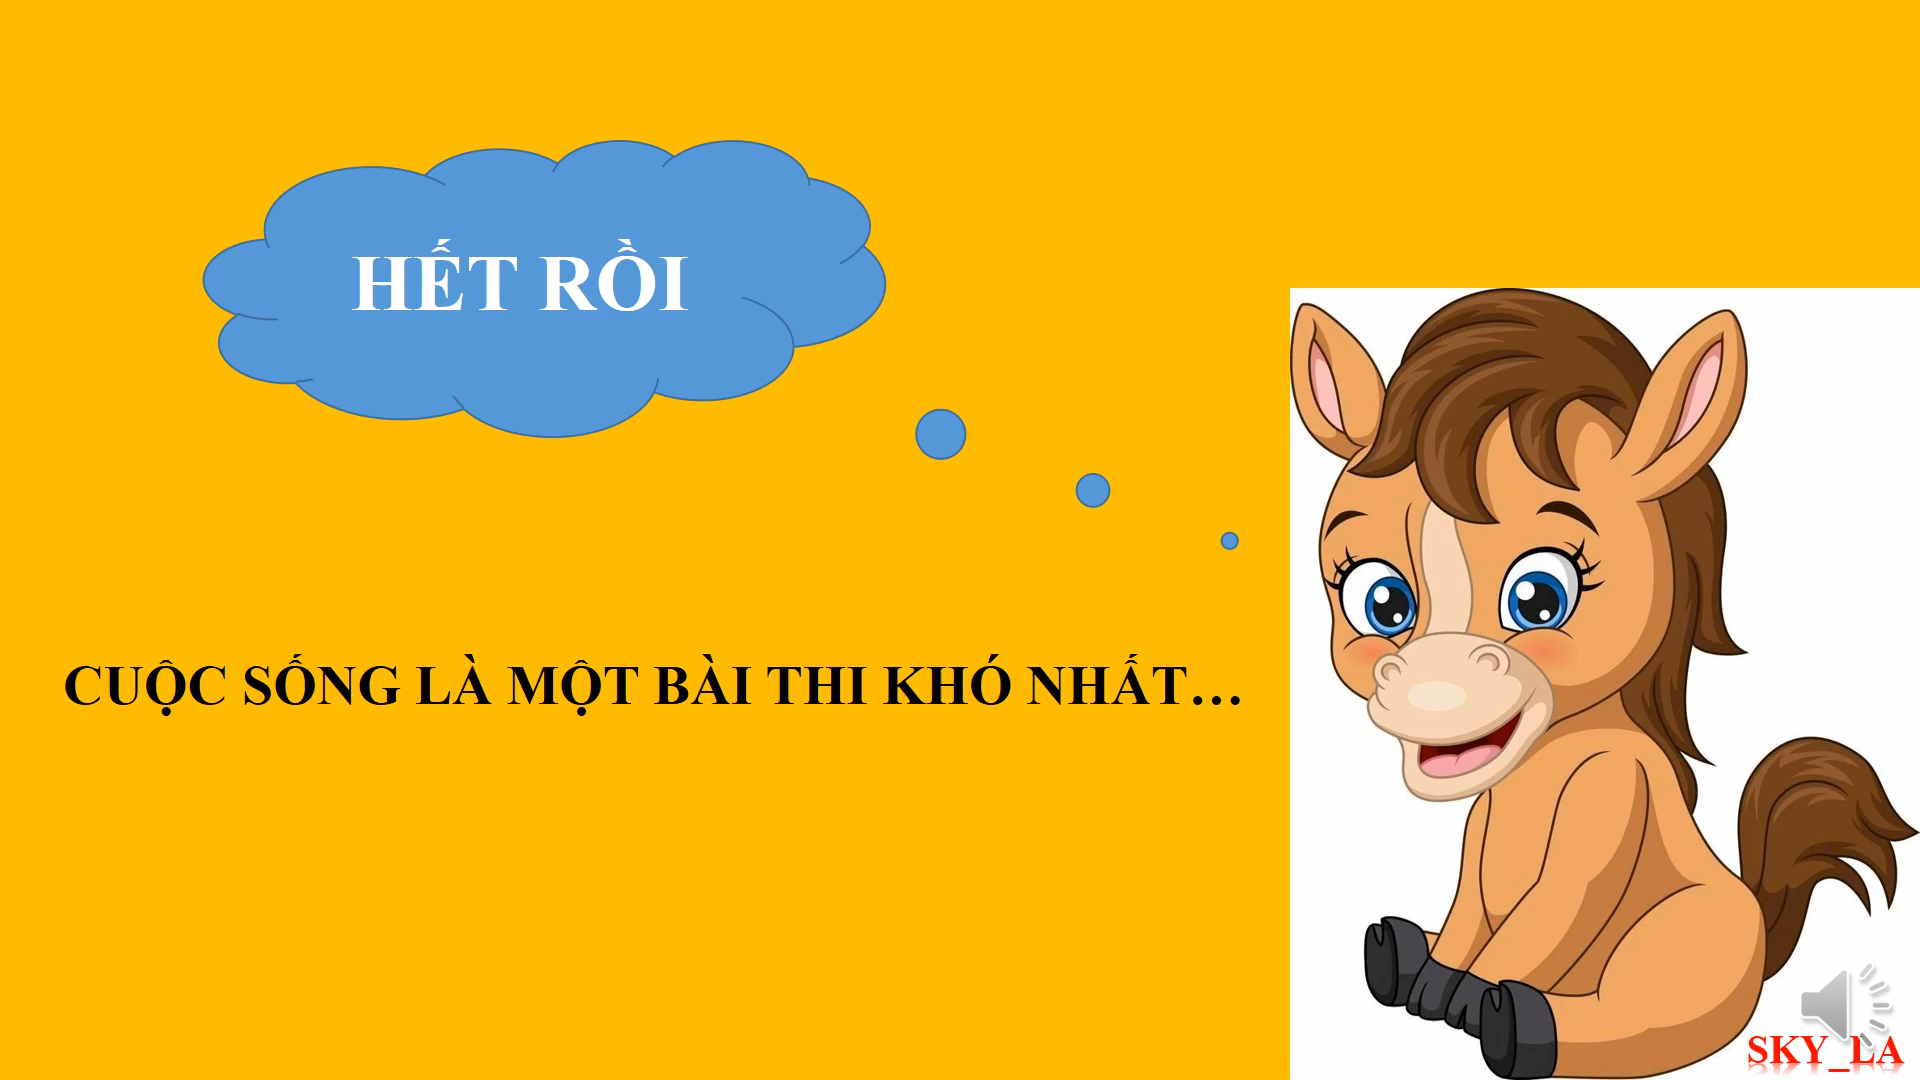 HẾT RỒI
CUỘC SỐNG LÀ MỘT BÀI THI KHÓ NHẤT…
SKY_LA